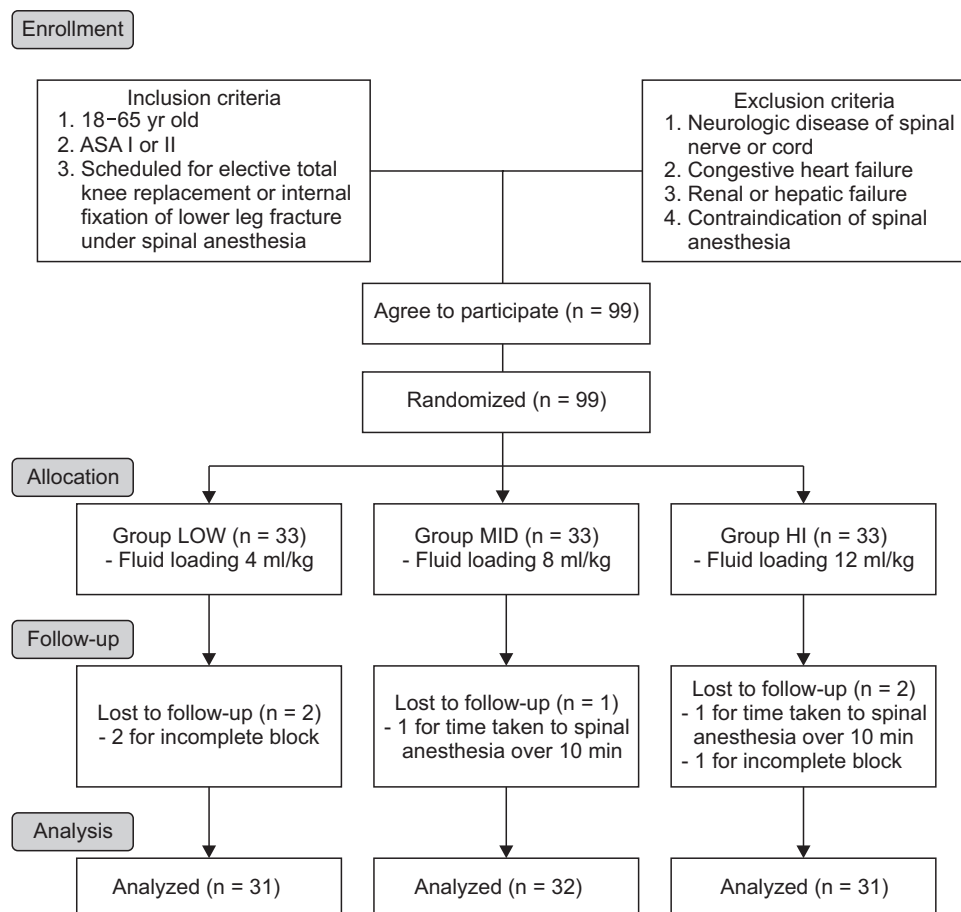 Enrollment
Inclusion criteria
1. 18−65 yr old
2. ASA I or II
3. Scheduled for elective total
knee replacement or internal
fixation of lower leg fracture
under spinal anesthesia
Exclusion criteria
1. Neurologic disease of spinal
nerve or cord
2. Congestive heart failure
3. Renal or hepatic failure
4. Contraindication of spinal
anesthesia
Agree to participate (n = 99)
Randomized (n = 99)
Allocation
Group LOW (n = 33)
- Fluid loading 4 ml/kg
Group MID (n = 33)
- Fluid loading 8 ml/kg
Group HI (n = 33)
- Fluid loading 12 ml/kg
Follow-up
Lost to follow-up (n = 2)
- 2 for incomplete block
Lost to follow-up (n = 1)
- 1 for time taken to spinal
anesthesia over 10 min
Lost to follow-up (n = 2)
- 1 for time taken to spinal
anesthesia over 10 min
- 1 for incomplete block
Analysis
Analyzed (n = 31)
Analyzed (n = 32)
Analyzed (n = 31)